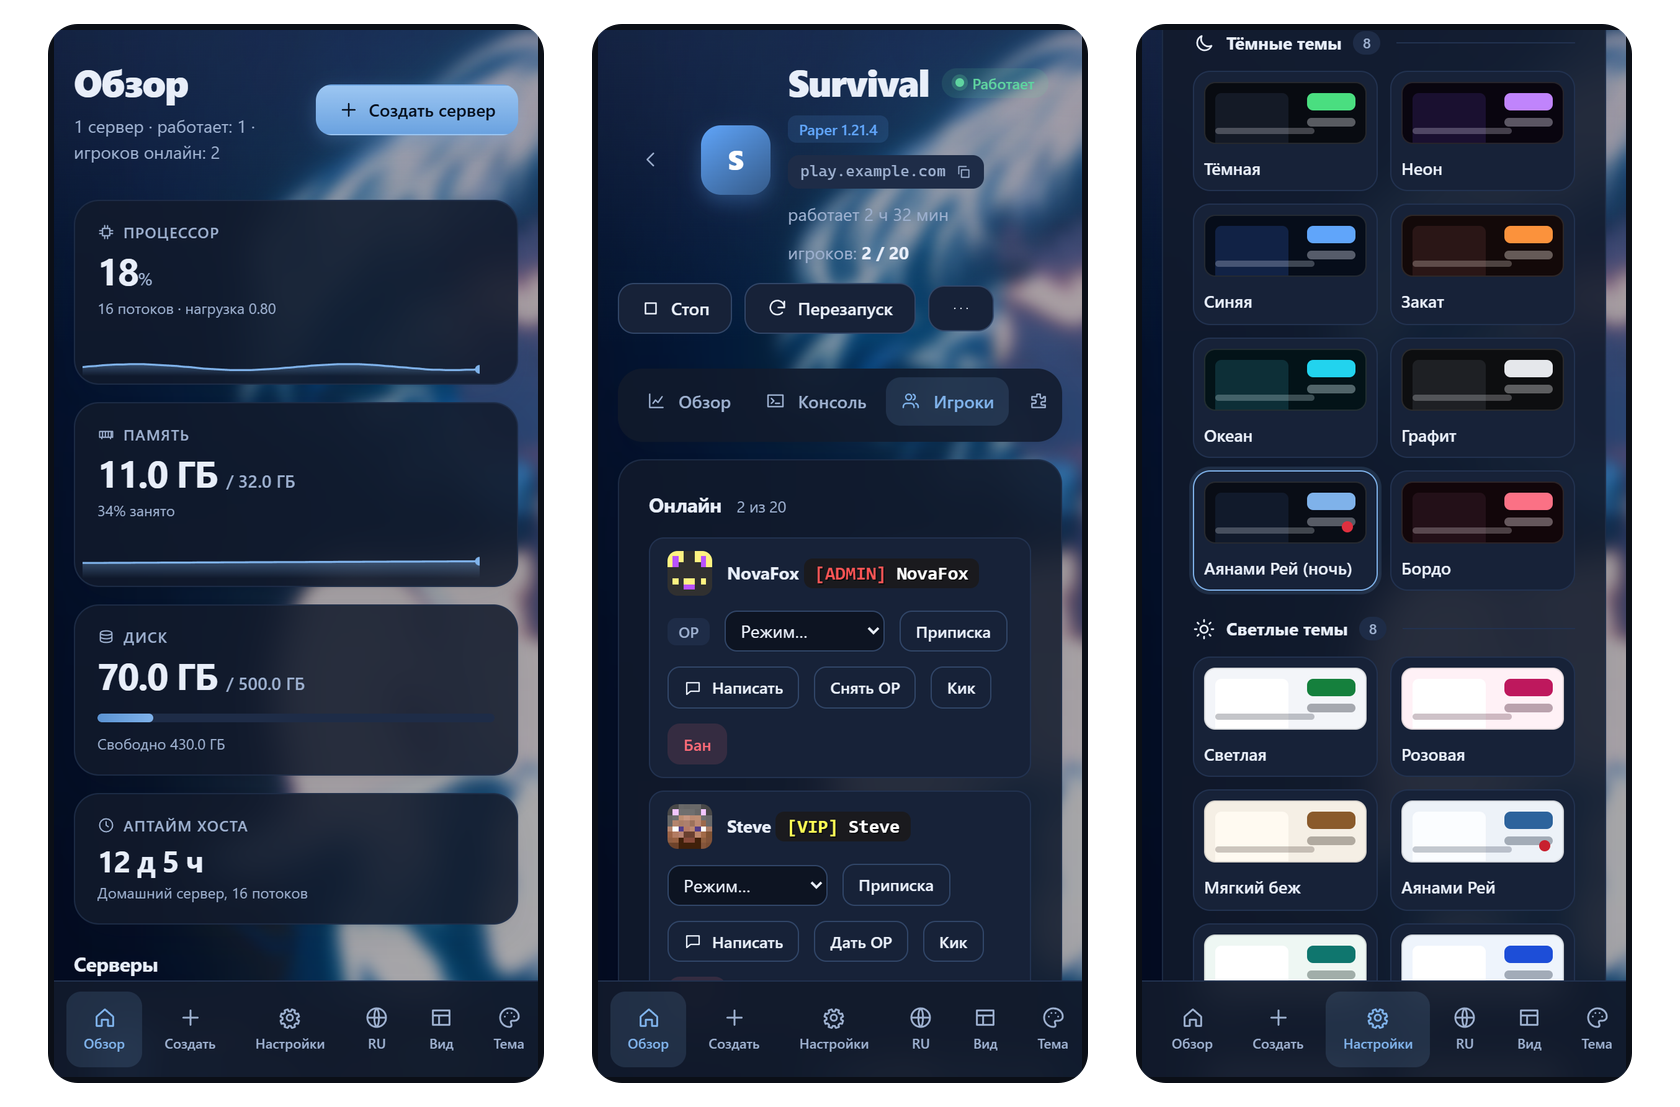 Обзор
+ Создать сервер
1 сервер · работает: 1 ·
игроков онлайн: 2
ПРОЦЕССОР
18%
16 потоков · нагрузка 0.80
ПАМЯТЬ
11.0 ГБ / 32.0 ГБ
34% занято
ДИСК
70.0 ГБ / 500.0 ГБ
Свободно 430.0 ГБ
АПТАЙМ ХОСТА
12 д 5 ч
Домашний сервер, 16 потоков
Серверы
Обзор Создать Настройки RU Вид Тема
Survival Работает
Paper 1.21.4
S
play.example.com
работает 2 ч 32 мин
игроков: 2 / 20
Стоп Перезапуск ...
Обзор Консоль Игроки
Онлайн 2 из 20
NovaFox [ADMIN] NovaFox
OP Режим... Приписка
Написать Снять OP Кик
Бан
Steve [VIP] Steve
Режим... Приписка
Написать Дать OP Кик
Обзор Создать Настройки RU Вид Тема
Тёмные темы 8
Тёмная Неон
Синяя Закат
Океан Графит
Аянами Рей (ночь) Бордо
Светлые темы 8
Светлая Розовая
Мягкий беж Аянами Рей
Обзор Создать Настройки RU Вид Тема